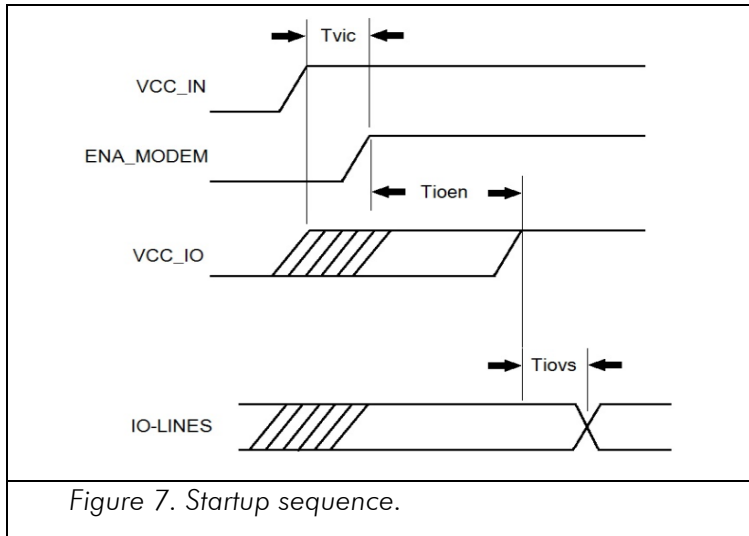 Tvic
VCC_IN
ENA_MODEM
Tioen
VCC_IO
Tiovs
IO-LINES
Figure 7. Startup sequence.